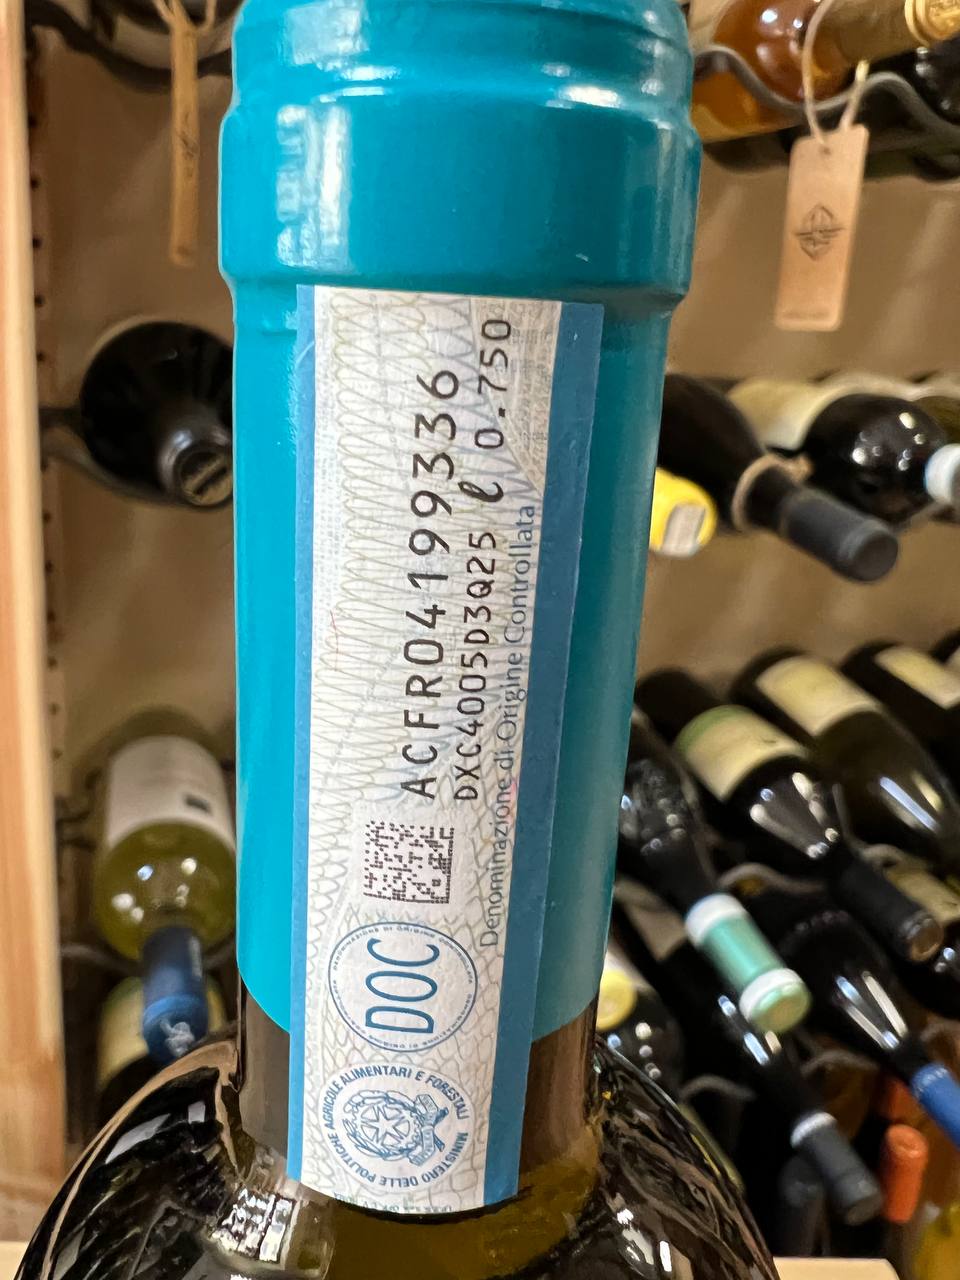 ACFR04199336
DXC4005D3Q25 ℓ 0.750
Denominazione di Origine Controllata
DOC
MINISTERO DELLE POLITICHE AGRICOLE ALIMENTARI E FORESTALI